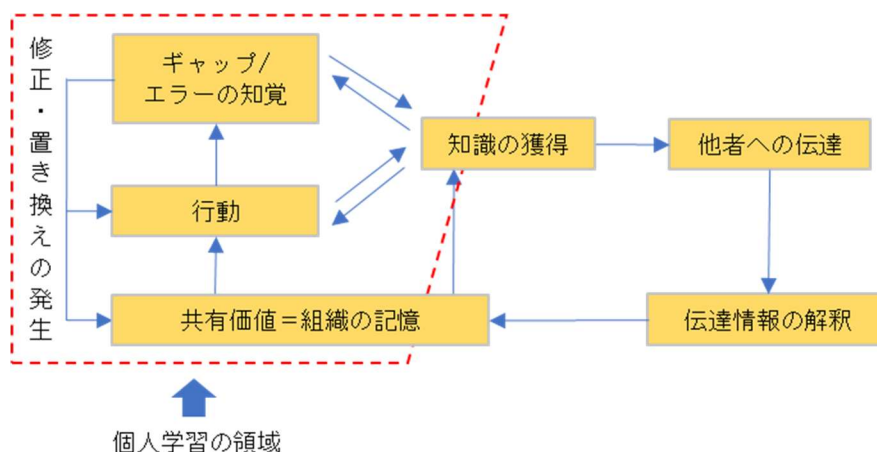 修正・置き換えの発生
ギャップ/
エラーの知覚
知識の獲得
他者への伝達
行動
共有価値＝組織の記憶
伝達情報の解釈
個人学習の領域